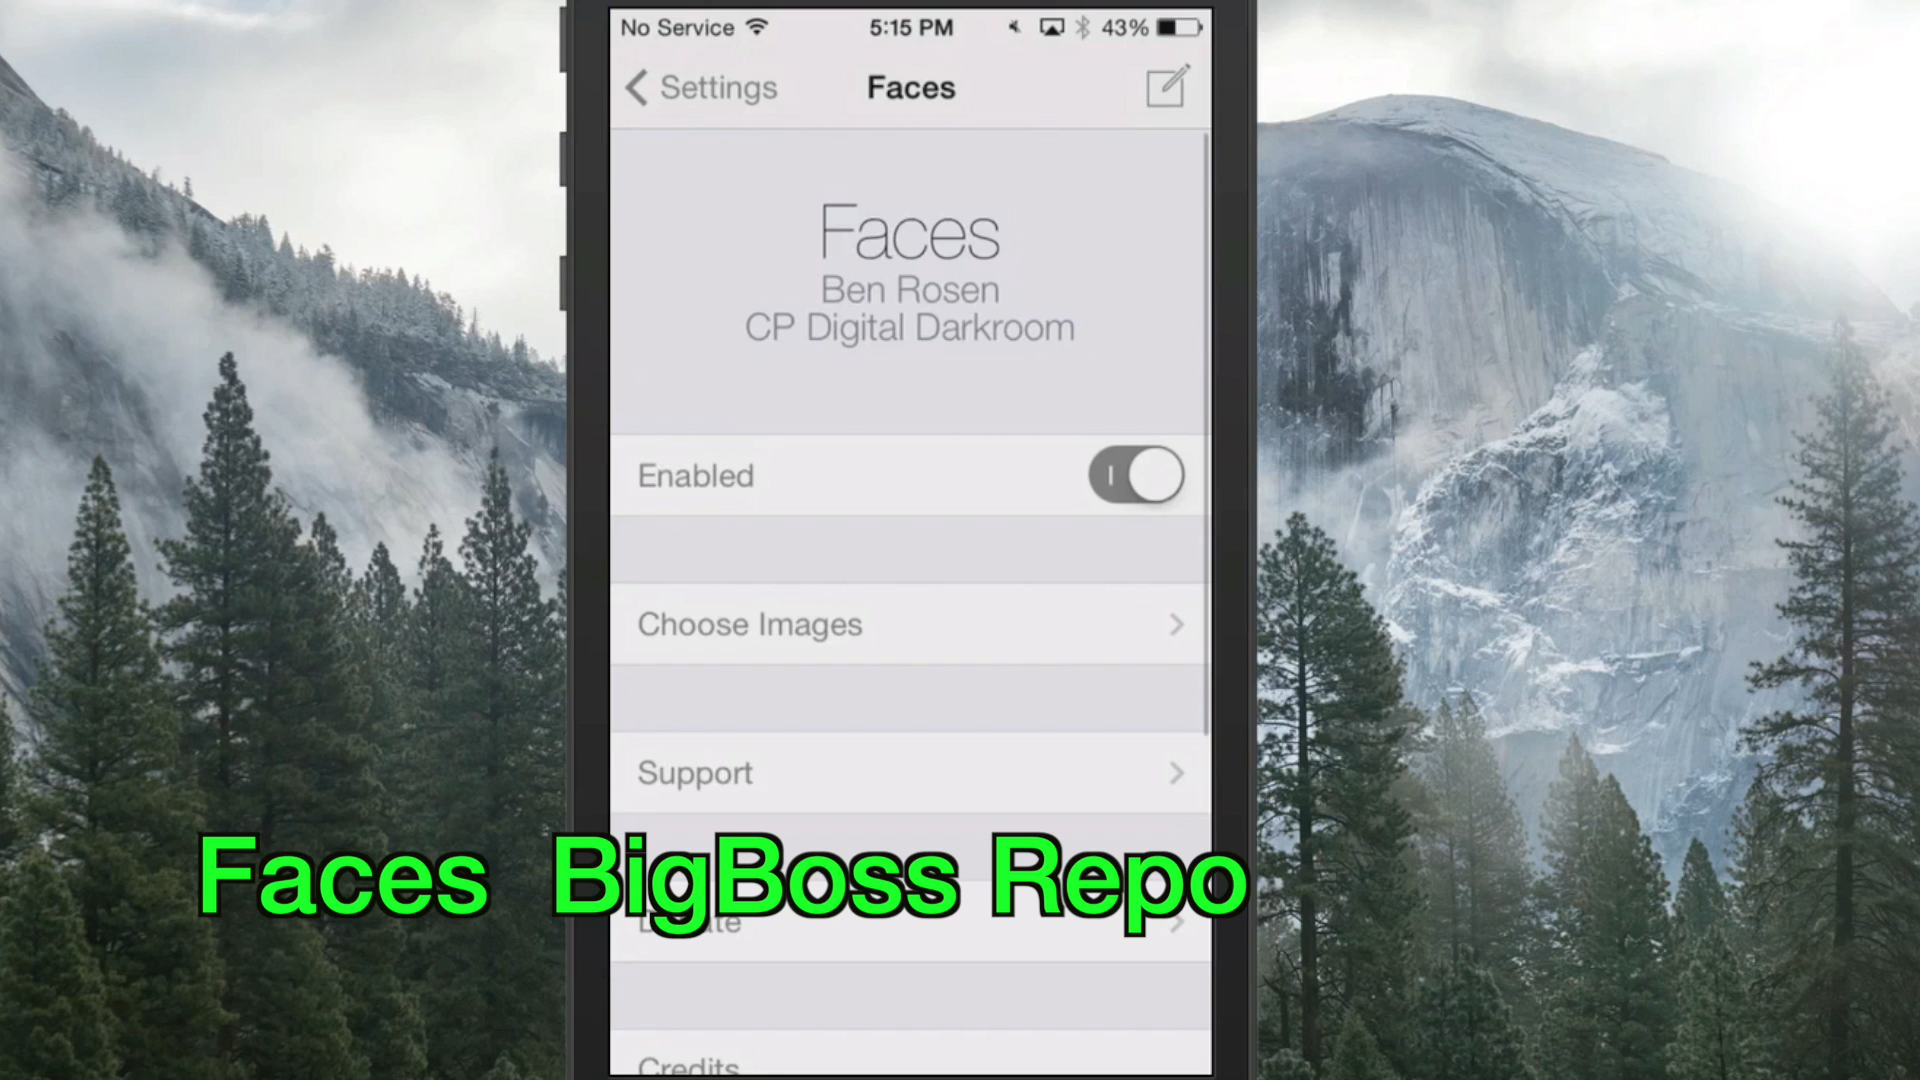 No Service 5:15 PM 43%
Settings Faces
Faces
Ben Rosen
CP Digital Darkroom
Enabled
Choose Images
Support
Faces BigBoss Repo
Credits